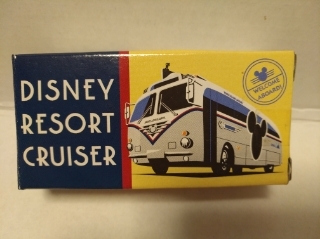 DISNEY
RESORT
CRUISER
WELCOME
ABOARD!